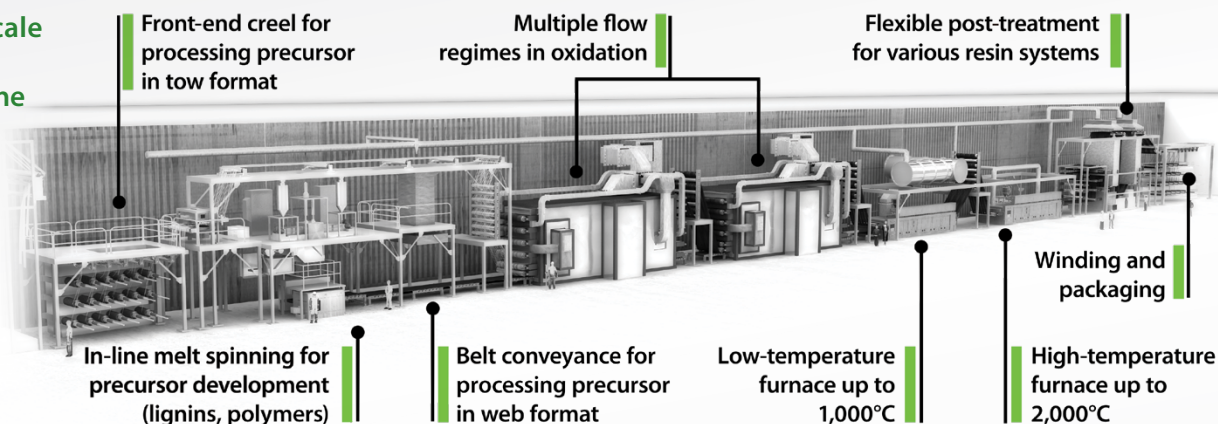 Front-end creel for
processing precursor
in tow format
Multiple flow
regimes in oxidation
Flexible post-treatment
for various resin systems
Winding and
packaging
In-line melt spinning for
precursor development
(lignins, polymers)
Belt conveyance for
processing precursor
in web format
Low-temperature
furnace up to
1,000°C
High-temperature
furnace up to
2,000°C